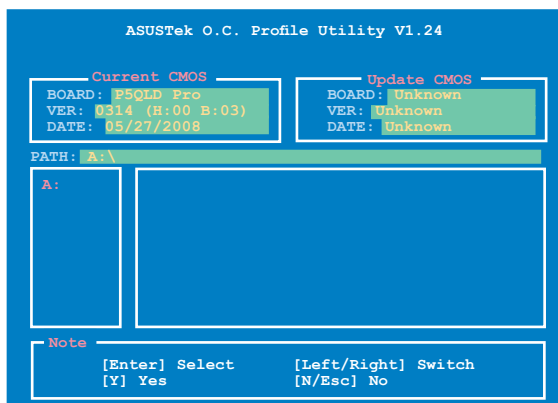 ASUSTek O.C. Profile Utility V1.24
Current CMOS
BOARD: P5QLD Pro
VER: 0314 (H:00 B:03)
DATE: 05/27/2008
Update CMOS
BOARD: Unknown
VER: Unknown
DATE: Unknown
PATH: A:\
A:
Note
[Enter] Select [Left/Right] Switch
[Y] Yes [N/Esc] No